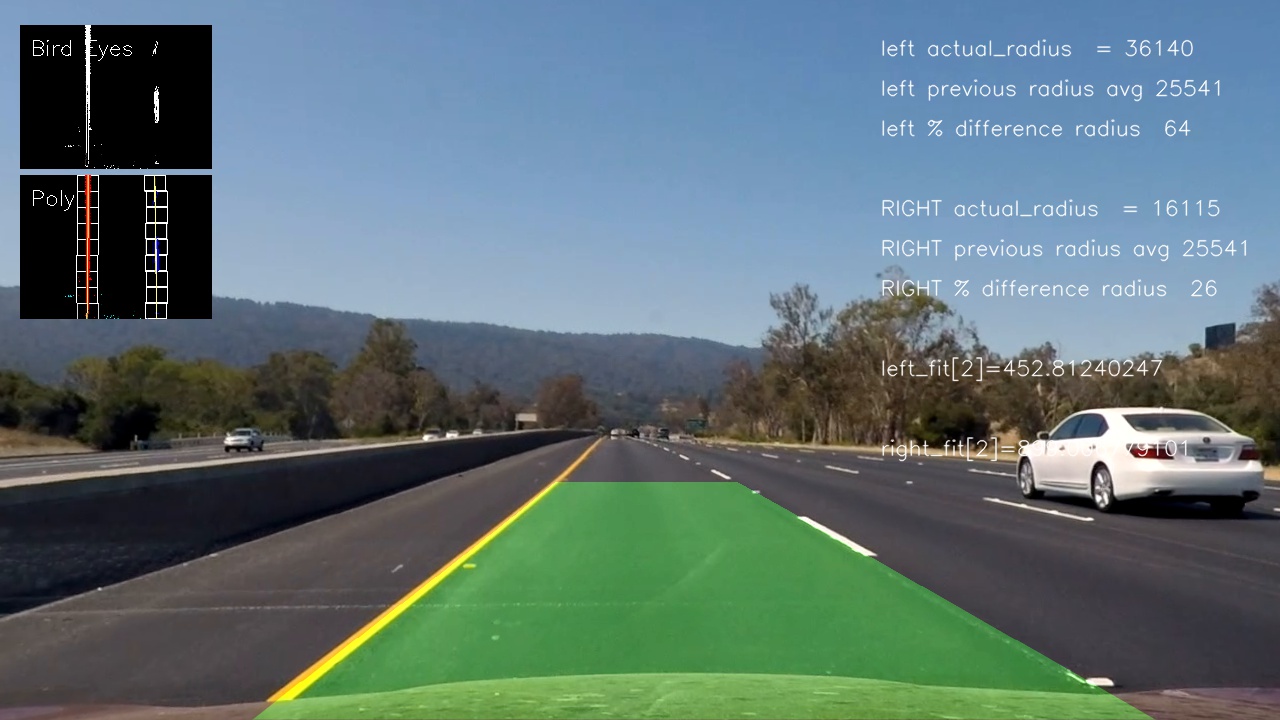 Bird Eyes
Poly
left actual_radius = 36140
left previous radius avg 25541
left % difference radius 64
RIGHT actual_radius = 16115
RIGHT previous radius avg 25541
RIGHT % difference radius 26
left_fit[2]=452.81240247